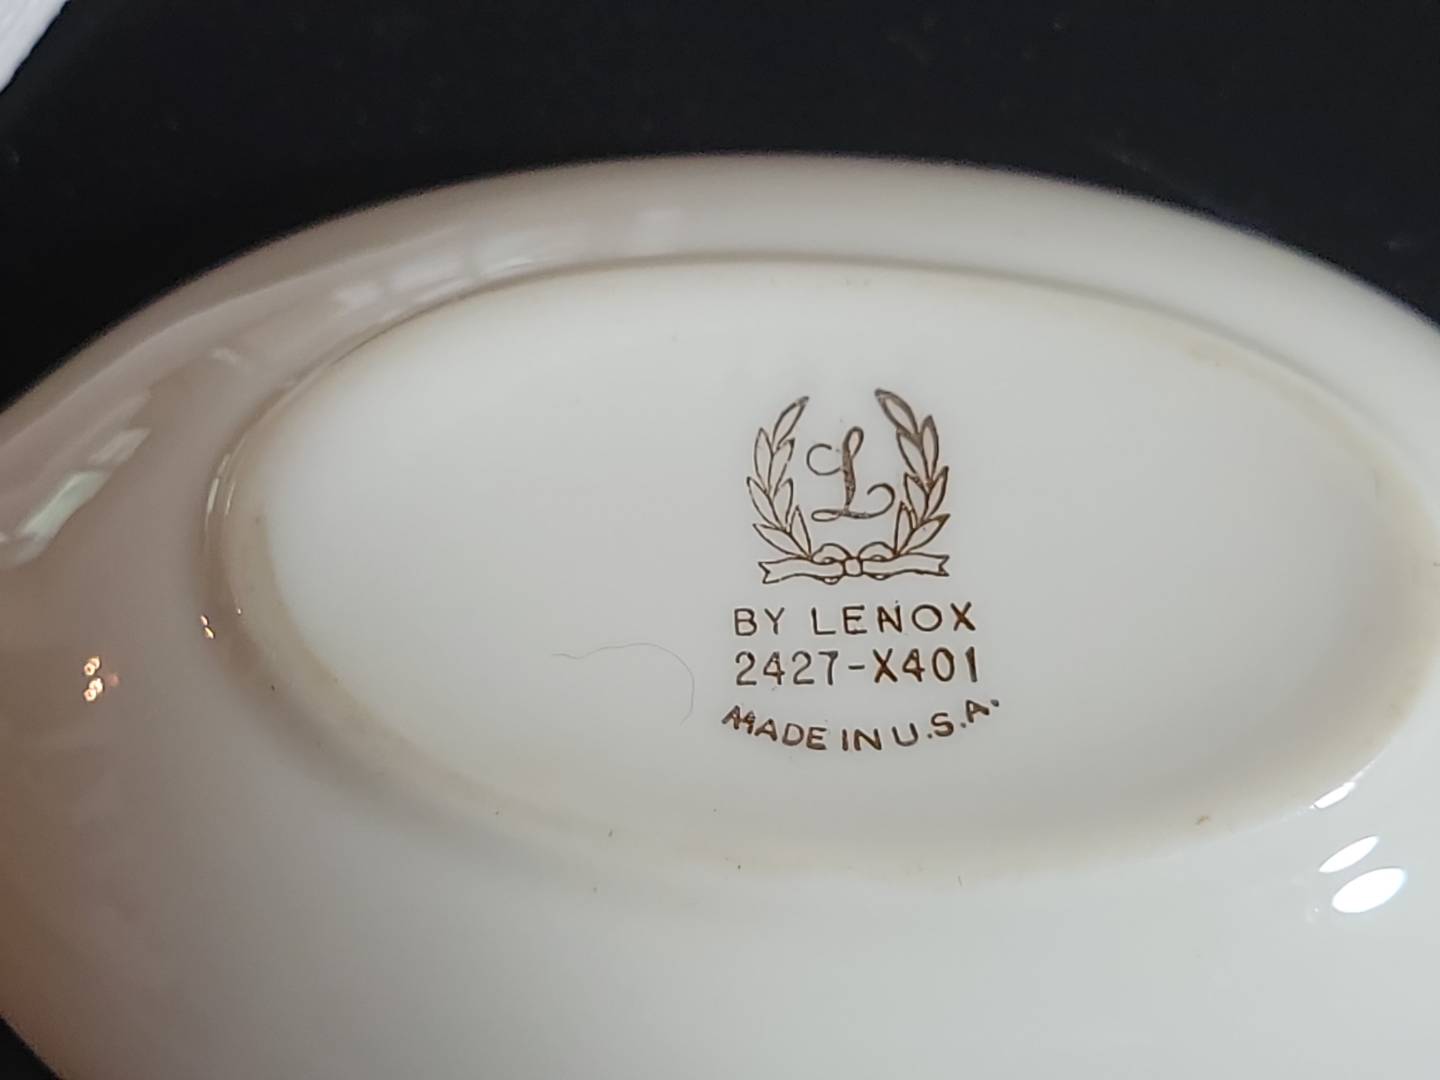 L
BY LENOX
2427-X401
MADE IN U.S.A.